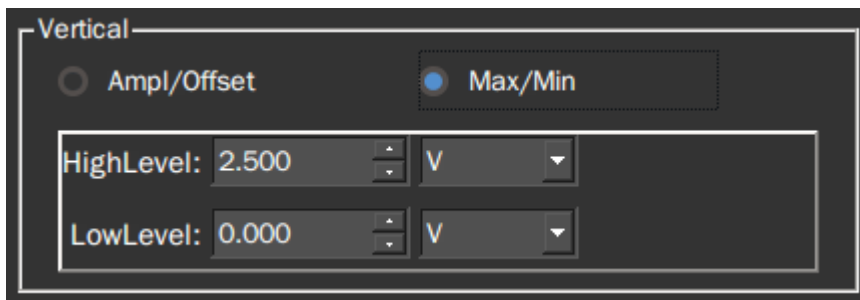 Vertical
Ampl/Offset Max/Min
HighLevel: 2.500 V
LowLevel: 0.000 V